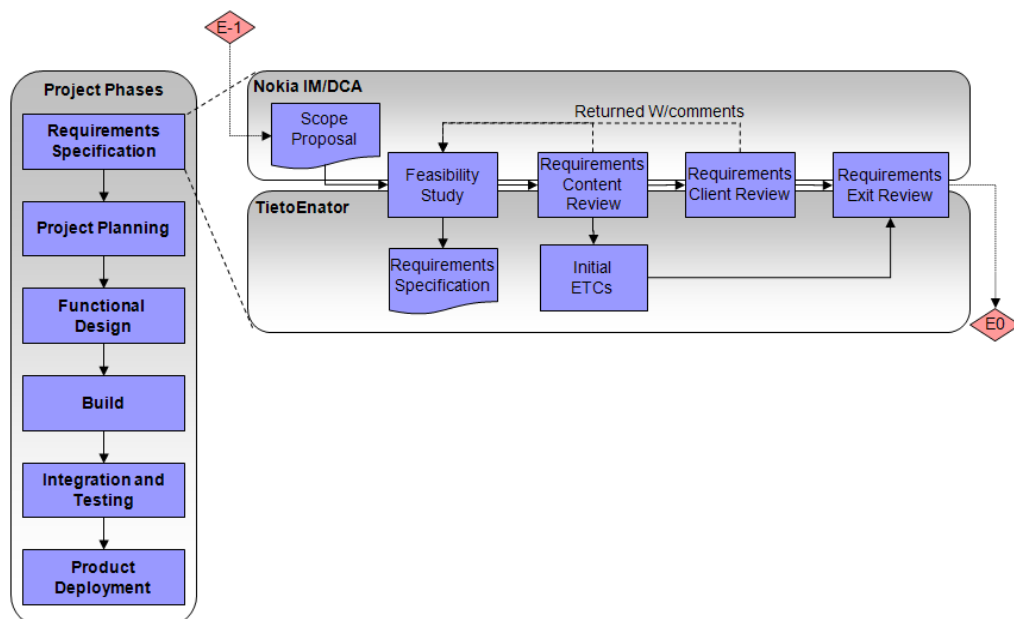 E-1
Project Phases
Requirements
Specification
Project Planning
Functional
Design
Build
Integration and
Testing
Product
Deployment
Nokia IM/DCA
Scope
Proposal
Returned W/comments
Feasibility
Study
Requirements
Content
Review
Requirements
Client Review
Requirements
Exit Review
TietoEnator
Requirements
Specification
Initial
ETCs
E0